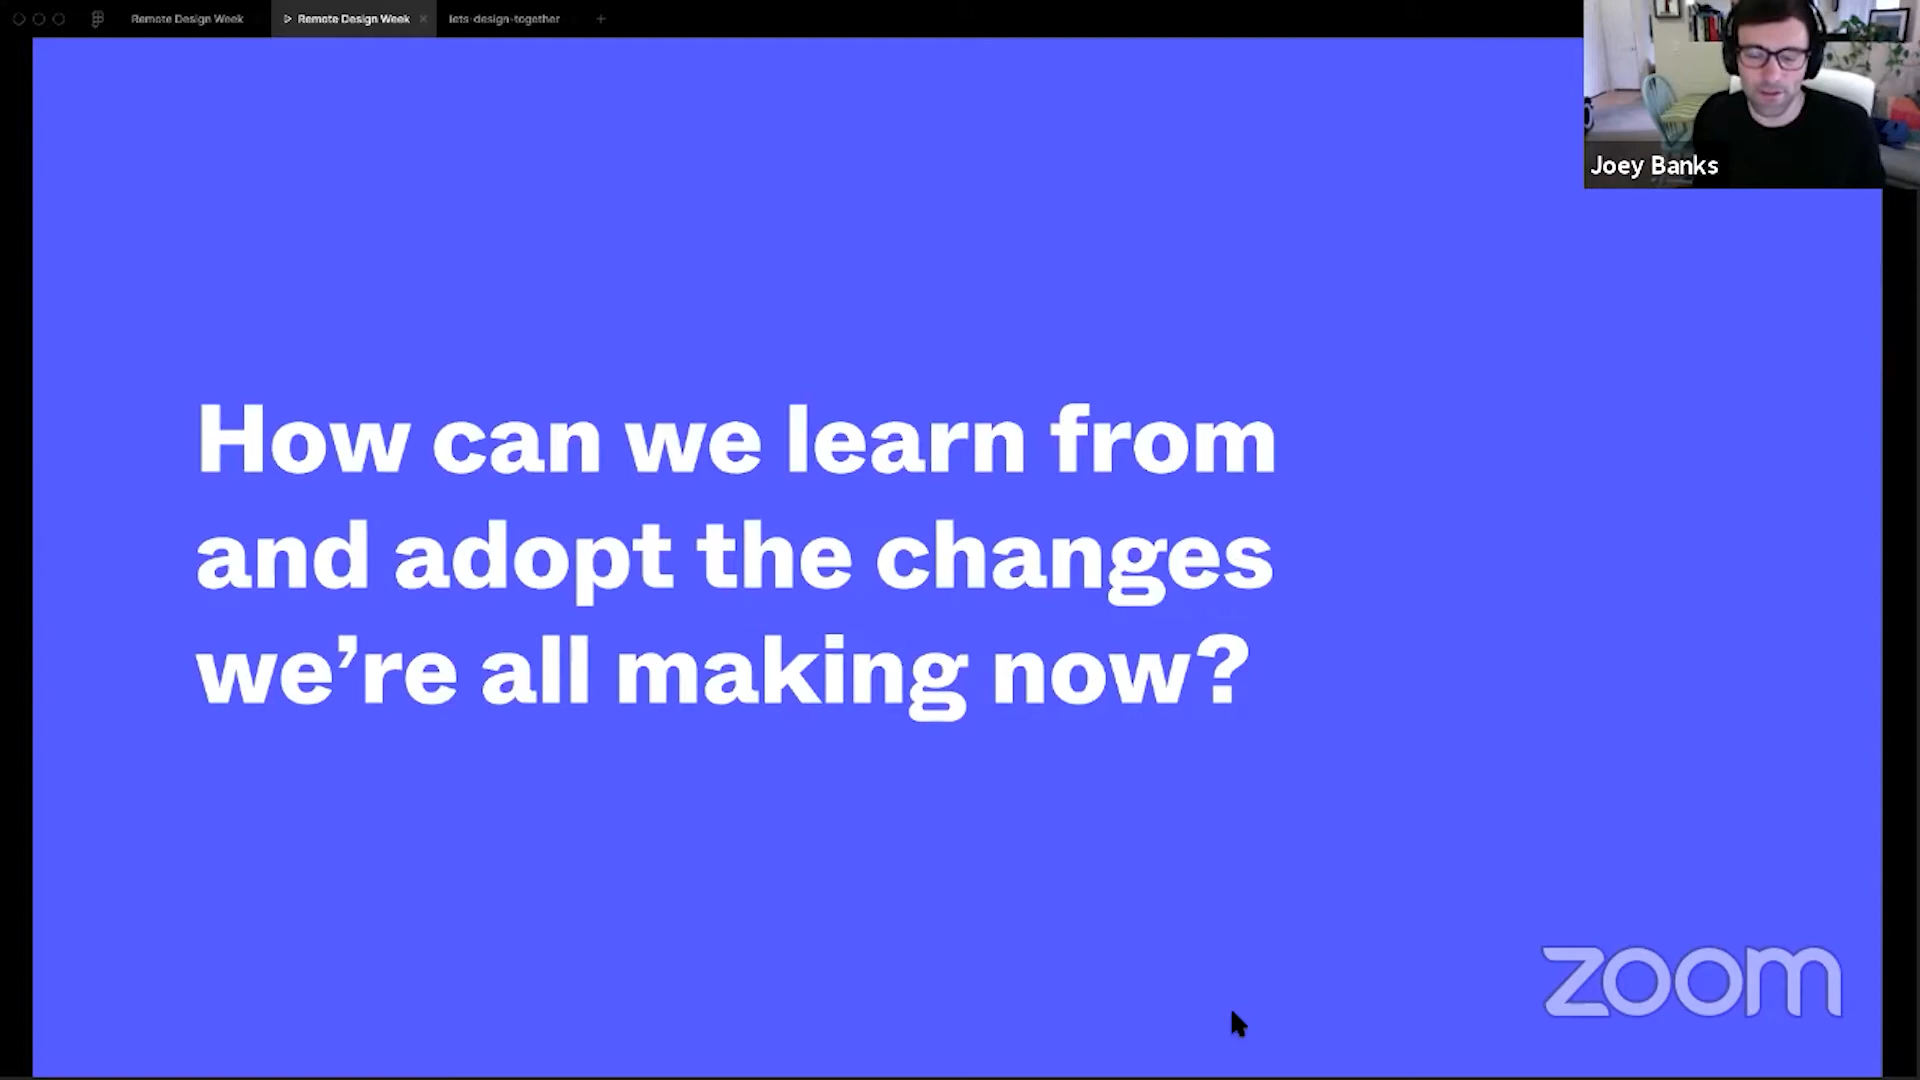 Remote Design Week
Remote Design Week
lets-design-together
Joey Banks
How can we learn from
and adopt the changes
we’re all making now?
zoom